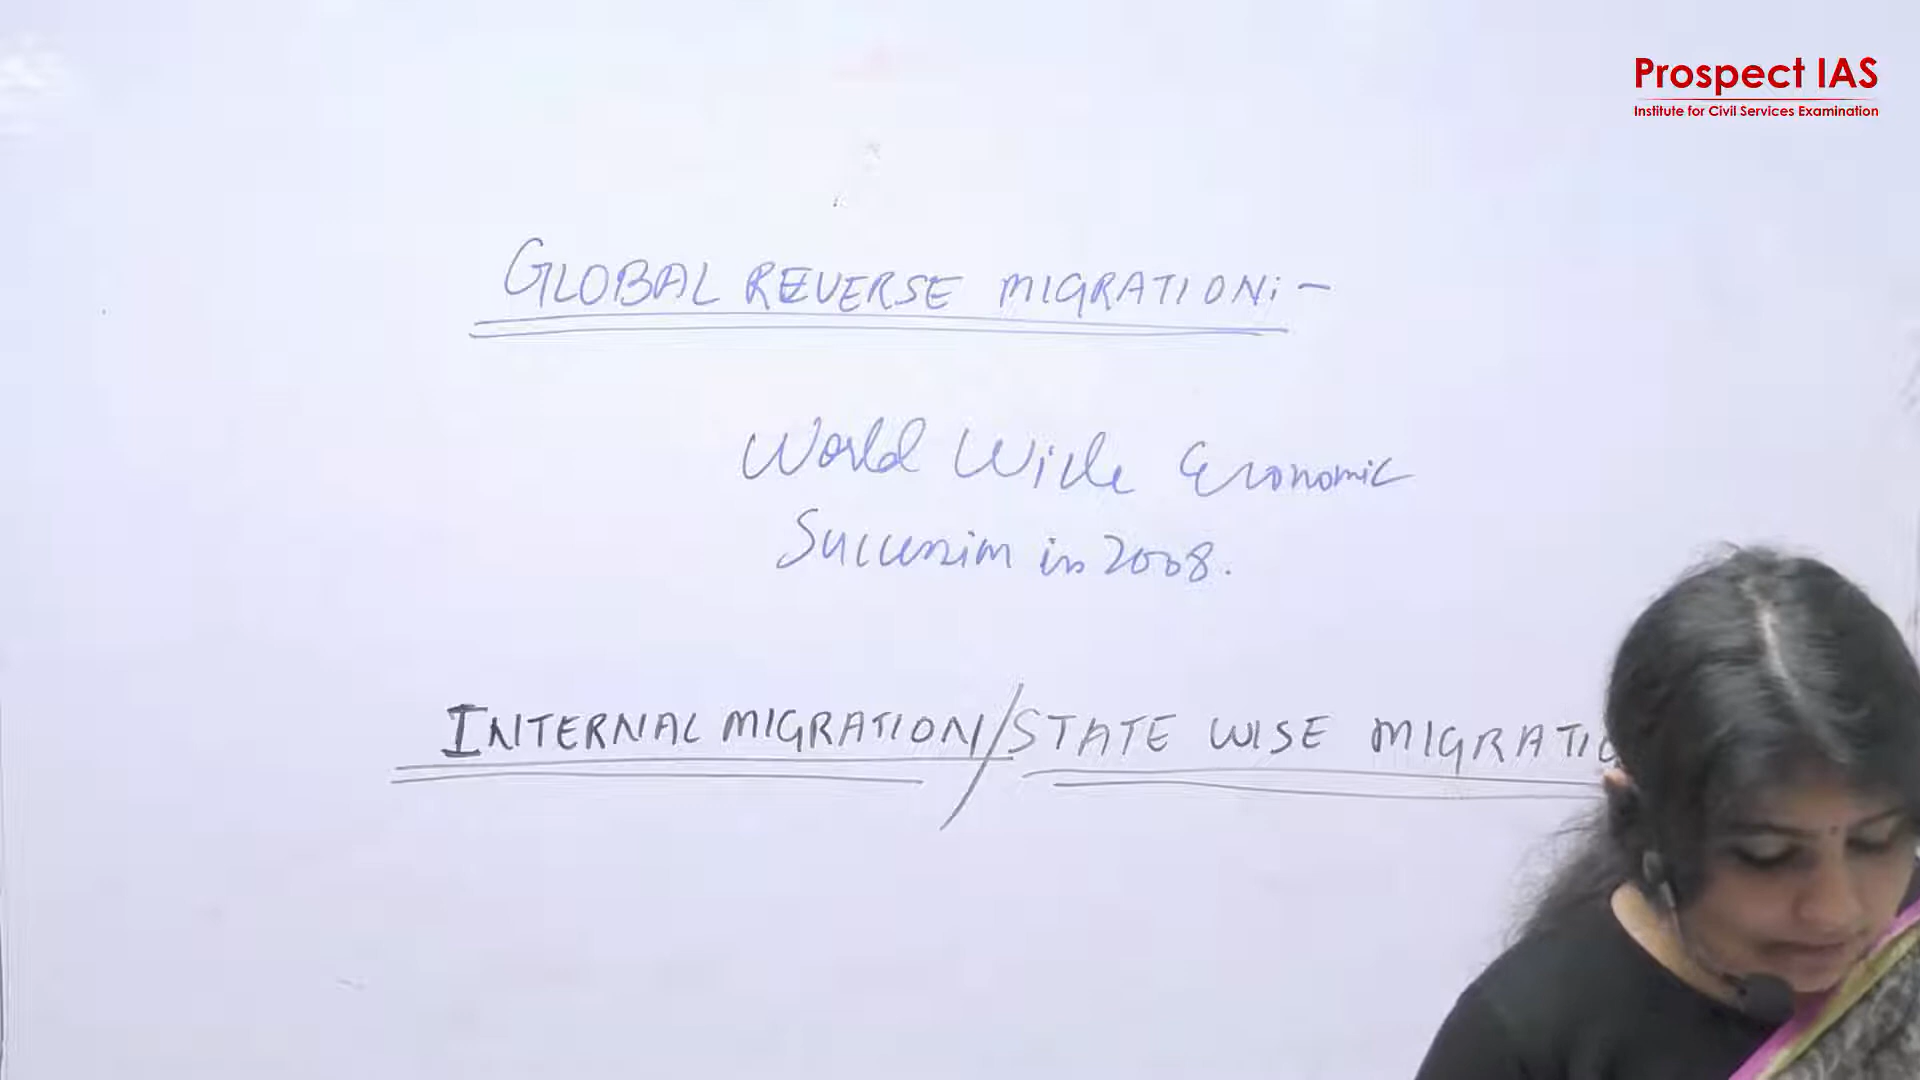 Prospect IAS
Institute for Civil Services Examination
GLOBAL REVERSE MIGRATION:-
World Wide Economic
Successim in 2008.
INTERNAL MIGRATION/STATE WISE MIGRATIO